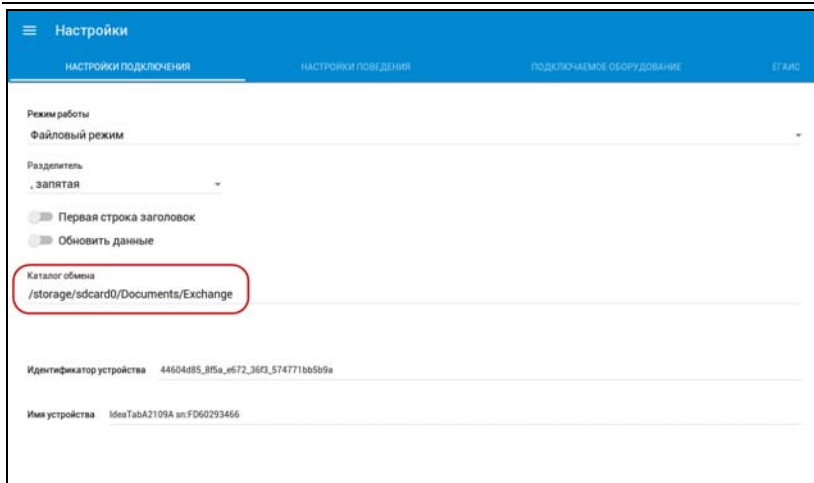 Настройки
НАСТРОЙКИ ПОДКЛЮЧЕНИЯ НАСТРОЙКИ ПОВЕДЕНИЯ ПОДКЛЮЧАЕМОЕ ОБОРУДОВАНИЕ ЕГАИС
Режим работы
Файловый режим
Разделитель
, запятая
Первая строка заголовок
Обновить данные
Каталог обмена
/storage/sdcard0/Documents/Exchange
Идентификатор устройства 44604d85_8f5a_e672_36f3_574771bb5b9a
Имя устройства IdeaTabA2109A sn:FD60293466